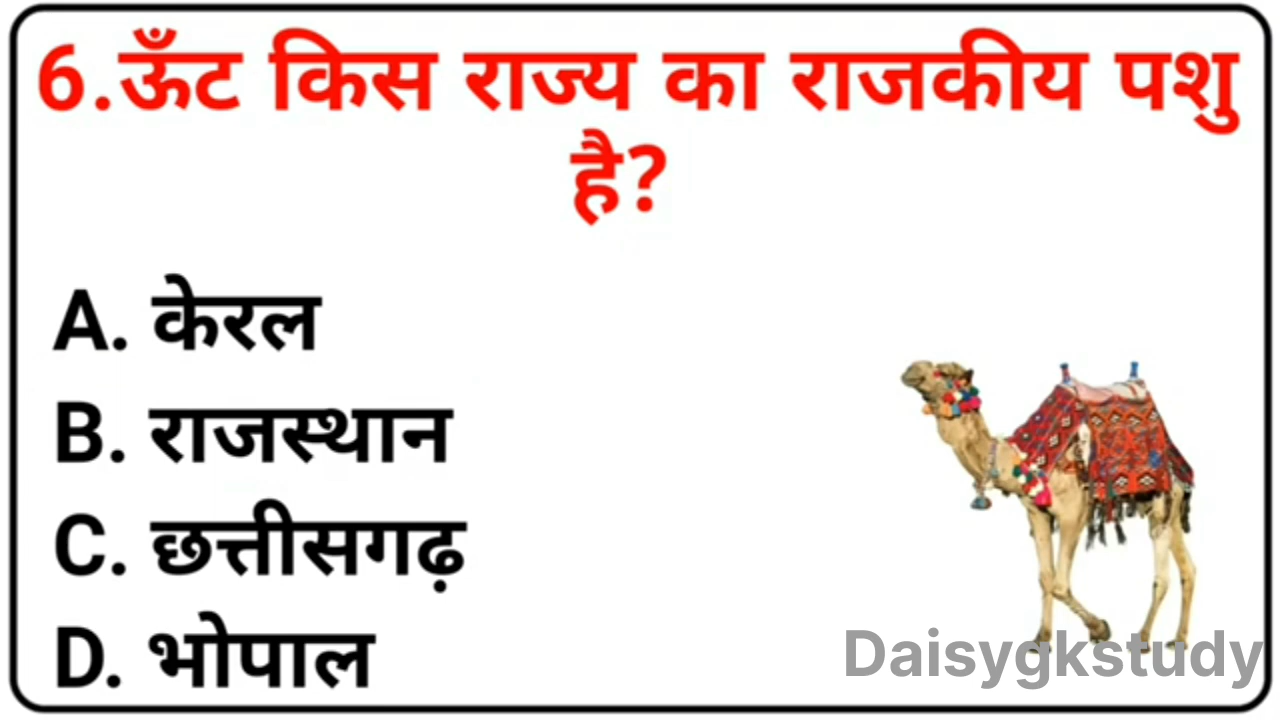 6.ऊँट किस राज्य का राजकीय पशु
है?
A. केरल
B. राजस्थान
C. छत्तीसगढ़
D. भोपाल
Daisygkstudy